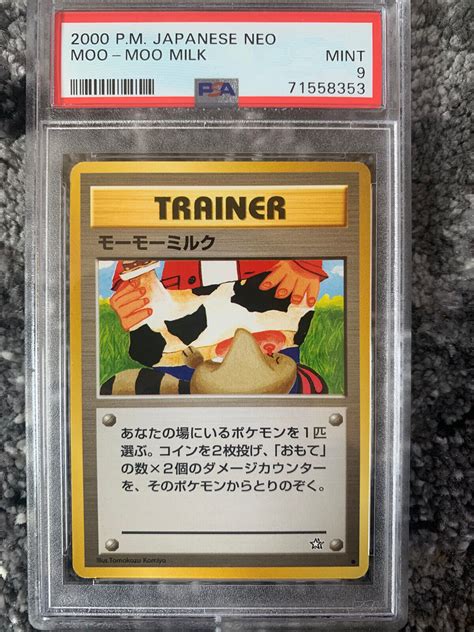 2000 P.M. JAPANESE NEO
MOO-MOO MILK
MINT
9
PSA
71558353
TRAINER
モーモーミルク
あなたの場にいるポケモンを1匹
選ぶ。コインを2枚投げ、「おもて」
の数×2個のダメージカウンター
を、そのポケモンからとりのぞく。
Illus.Tomokazu Komiya